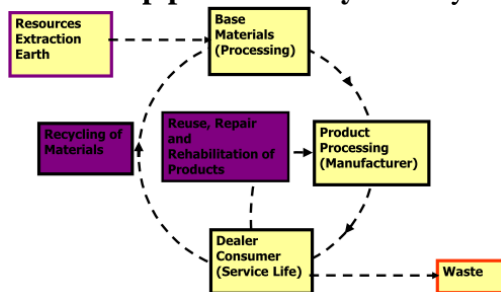 Resources
Extraction
Earth
Base
Materials
(Processing)
Recycling of
Materials
Reuse, Repair
and
Rehabilitation of
Products
Product
Processing
(Manufacturer)
Dealer
Consumer
(Service Life)
Waste